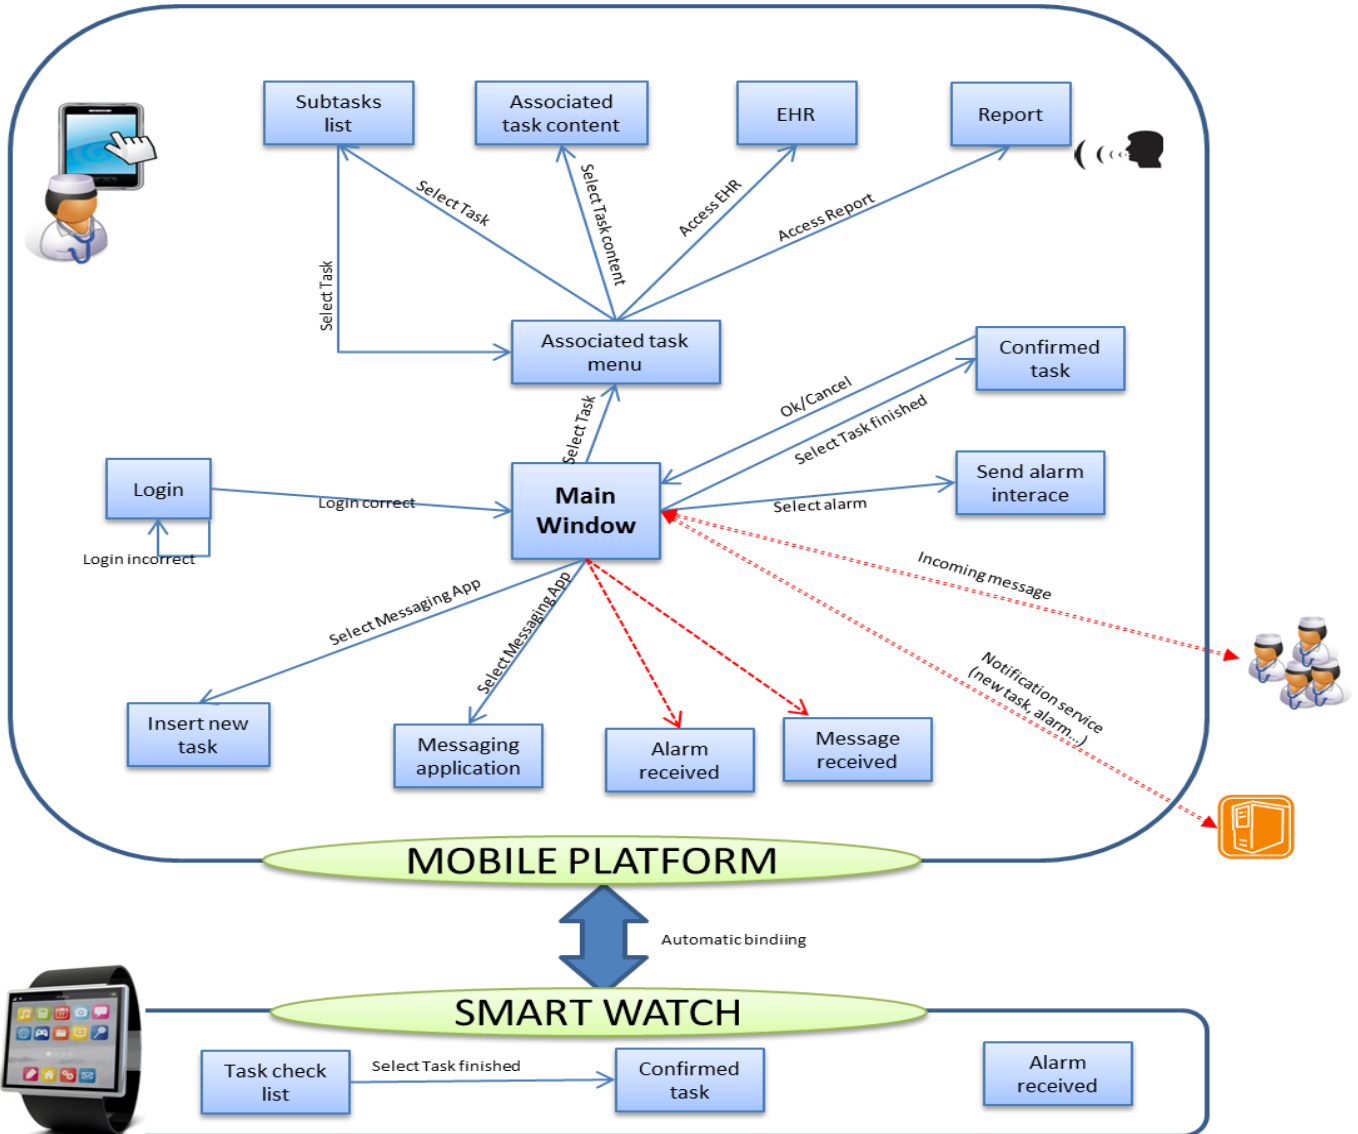 Subtasks
list
Associated
task content
EHR
Report
Select Task
Select Task content
Access EHR
Access Report
Select Task
Associated task
menu
Confirmed
task
Ok/Cancel
Select Task finished
Select Task
Login
Login correct
Login incorrect
Main
Window
Select alarm
Send alarm
interace
Incoming message
Select Messaging App
Select Messaging App
Notification service
(new task, alarm...)
Insert new
task
Messaging
application
Alarm
received
Message
received
MOBILE PLATFORM
Automatic bindiing
SMART WATCH
Task check
list
Select Task finished
Confirmed
task
Alarm
received